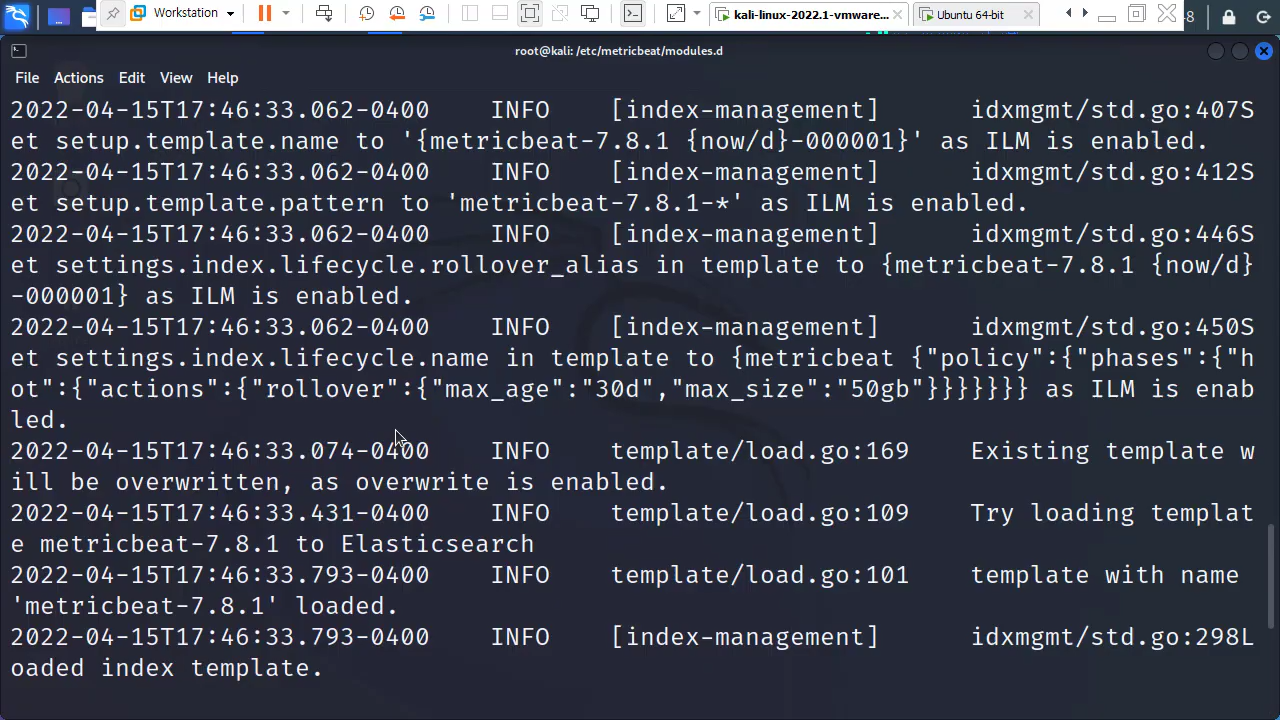 Workstation
kali-linux-2022.1-vmware...
Ubuntu 64-bit
8
root@kali: /etc/metricbeat/modules.d
File Actions Edit View Help
2022-04-15T17:46:33.062-0400 INFO [index-management] idxmgmt/std.go:407S
et setup.template.name to '{metricbeat-7.8.1 {now/d}-000001}' as ILM is enabled.
2022-04-15T17:46:33.062-0400 INFO [index-management] idxmgmt/std.go:412S
et setup.template.pattern to 'metricbeat-7.8.1-*' as ILM is enabled.
2022-04-15T17:46:33.062-0400 INFO [index-management] idxmgmt/std.go:446S
et settings.index.lifecycle.rollover_alias in template to {metricbeat-7.8.1 {now/d}
-000001} as ILM is enabled.
2022-04-15T17:46:33.062-0400 INFO [index-management] idxmgmt/std.go:450S
et settings.index.lifecycle.name in template to {metricbeat {"policy":{"phases":{"h
ot":{"actions":{"rollover":{"max_age":"30d","max_size":"50gb"}}}}}}} as ILM is enab
led.
2022-04-15T17:46:33.074-0400 INFO template/load.go:169 Existing template w
ill be overwritten, as overwrite is enabled.
2022-04-15T17:46:33.431-0400 INFO template/load.go:109 Try loading templat
e metricbeat-7.8.1 to Elasticsearch
2022-04-15T17:46:33.793-0400 INFO template/load.go:101 template with name
'metricbeat-7.8.1' loaded.
2022-04-15T17:46:33.793-0400 INFO [index-management] idxmgmt/std.go:298L
oaded index template.